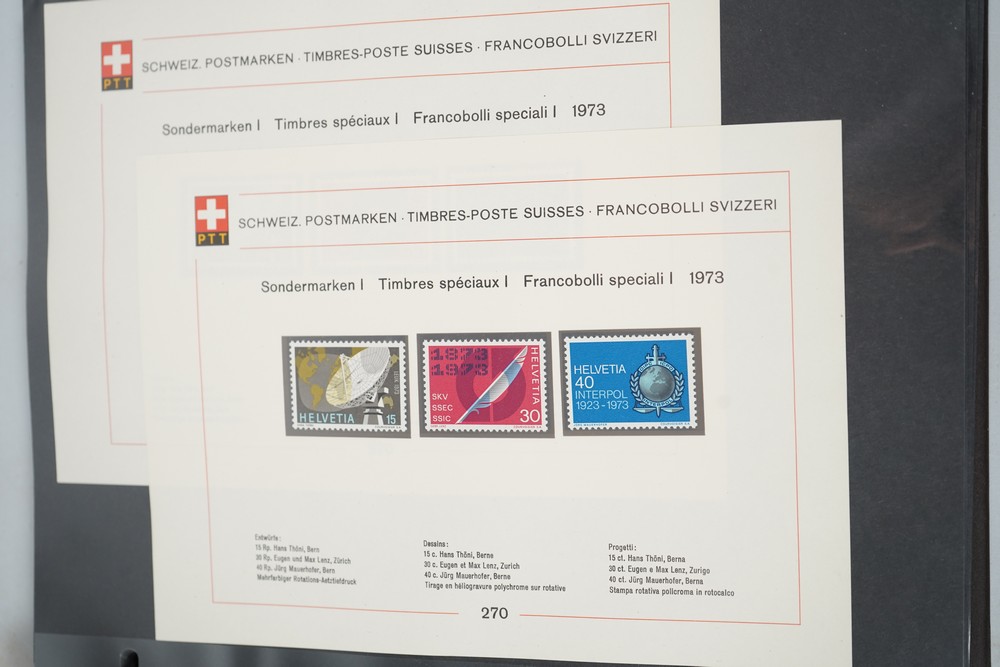 PTT
SCHWEIZ. POSTMARKEN · TIMBRES-POSTE SUISSES · FRANCOBOLLI SVIZZERI
Sondermarken I Timbres spéciaux I Francobolli speciali I 1973
PTT
SCHWEIZ. POSTMARKEN · TIMBRES-POSTE SUISSES · FRANCOBOLLI SVIZZERI
Sondermarken I Timbres spéciaux I Francobolli speciali I 1973
HELVETIA 15
1873
1973
SKV
SSEC
SSIC
HELVETIA
30
HELVETIA
40
INTERPOL
1923-1973
Entwürfe:
15 Rp. Hans Thöni, Bern
30 Rp. Eugen und Max Lenz, Zürich
40 Rp. Jürg Mauerhofer, Bern
Mehrfarbiger Rotations-Aetztiefdruck
Dessins:
15 c. Hans Thöni, Berne
30 c. Eugen et Max Lenz, Zurich
40 c. Jürg Mauerhofer, Berne
Tirage en héliogravure polychrome sur rotative
Progetti:
15 ct. Hans Thöni, Berna
30 ct. Eugen e Max Lenz, Zurigo
40 ct. Jürg Mauerhofer, Berna
Stampa rotativa policroma in rotocalco
270